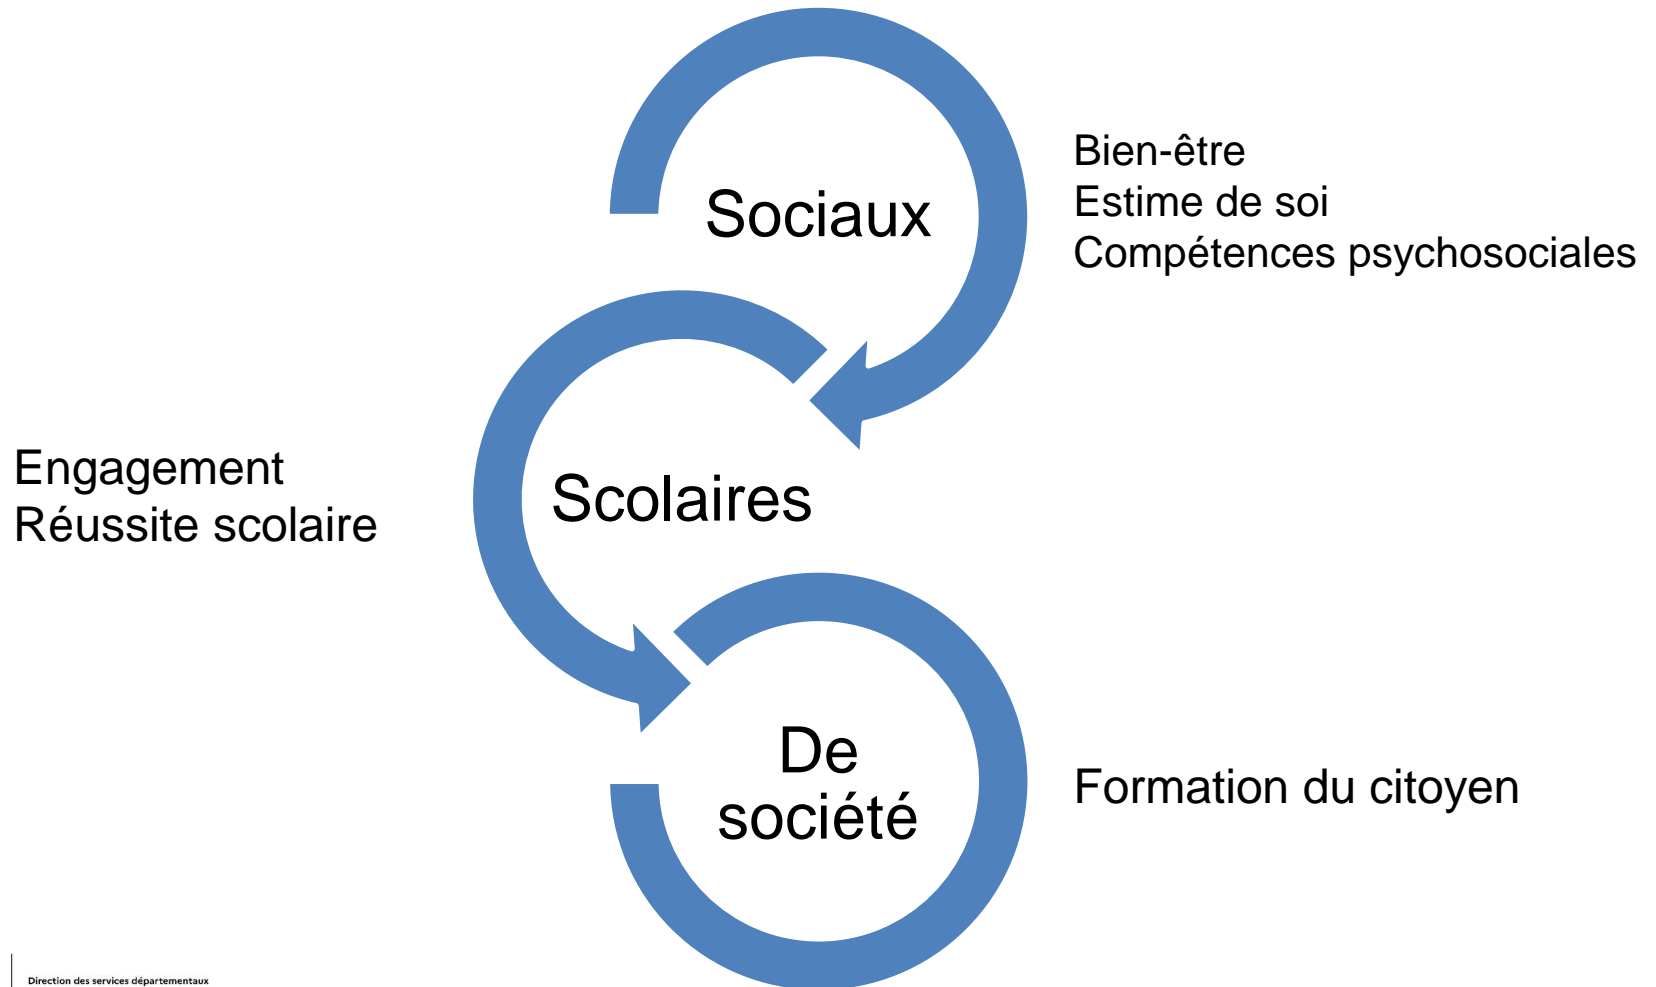 Sociaux
Bien-être
Estime de soi
Compétences psychosociales
Scolaires
Engagement
Réussite scolaire
De
société
Formation du citoyen
Direction des services départementaux